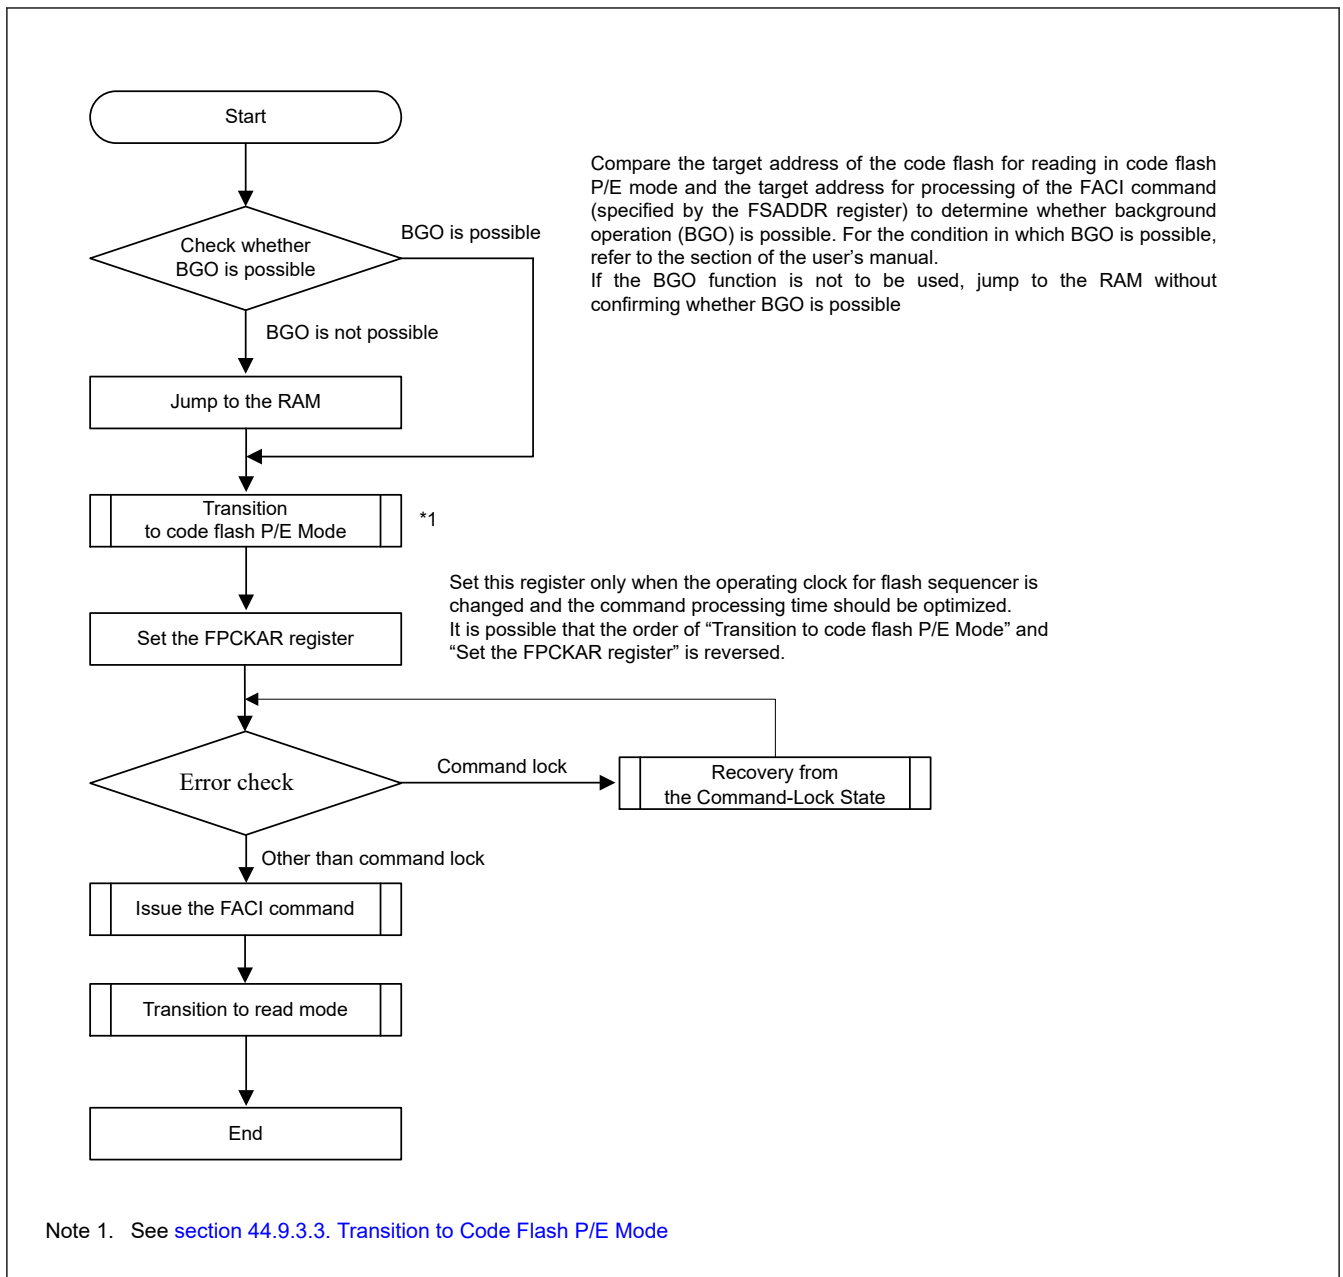 Start
Compare the target address of the code flash for reading in code flash
P/E mode and the target address for processing of the FACI command
(specified by the FSADDR register) to determine whether background
operation (BGO) is possible. For the condition in which BGO is possible,
refer to the section of the user's manual.
If the BGO function is not to be used, jump to the RAM without
confirming whether BGO is possible
Check whether
BGO is possible
BGO is possible
BGO is not possible
Jump to the RAM
Transition
to code flash P/E Mode
*1
Set this register only when the operating clock for flash sequencer is
changed and the command processing time should be optimized.
It is possible that the order of “Transition to code flash P/E Mode” and
“Set the FPCKAR register” is reversed.
Set the FPCKAR register
Error check
Command lock
Recovery from
the Command-Lock State
Other than command lock
Issue the FACI command
Transition to read mode
End
Note 1. See section 44.9.3.3. Transition to Code Flash P/E Mode